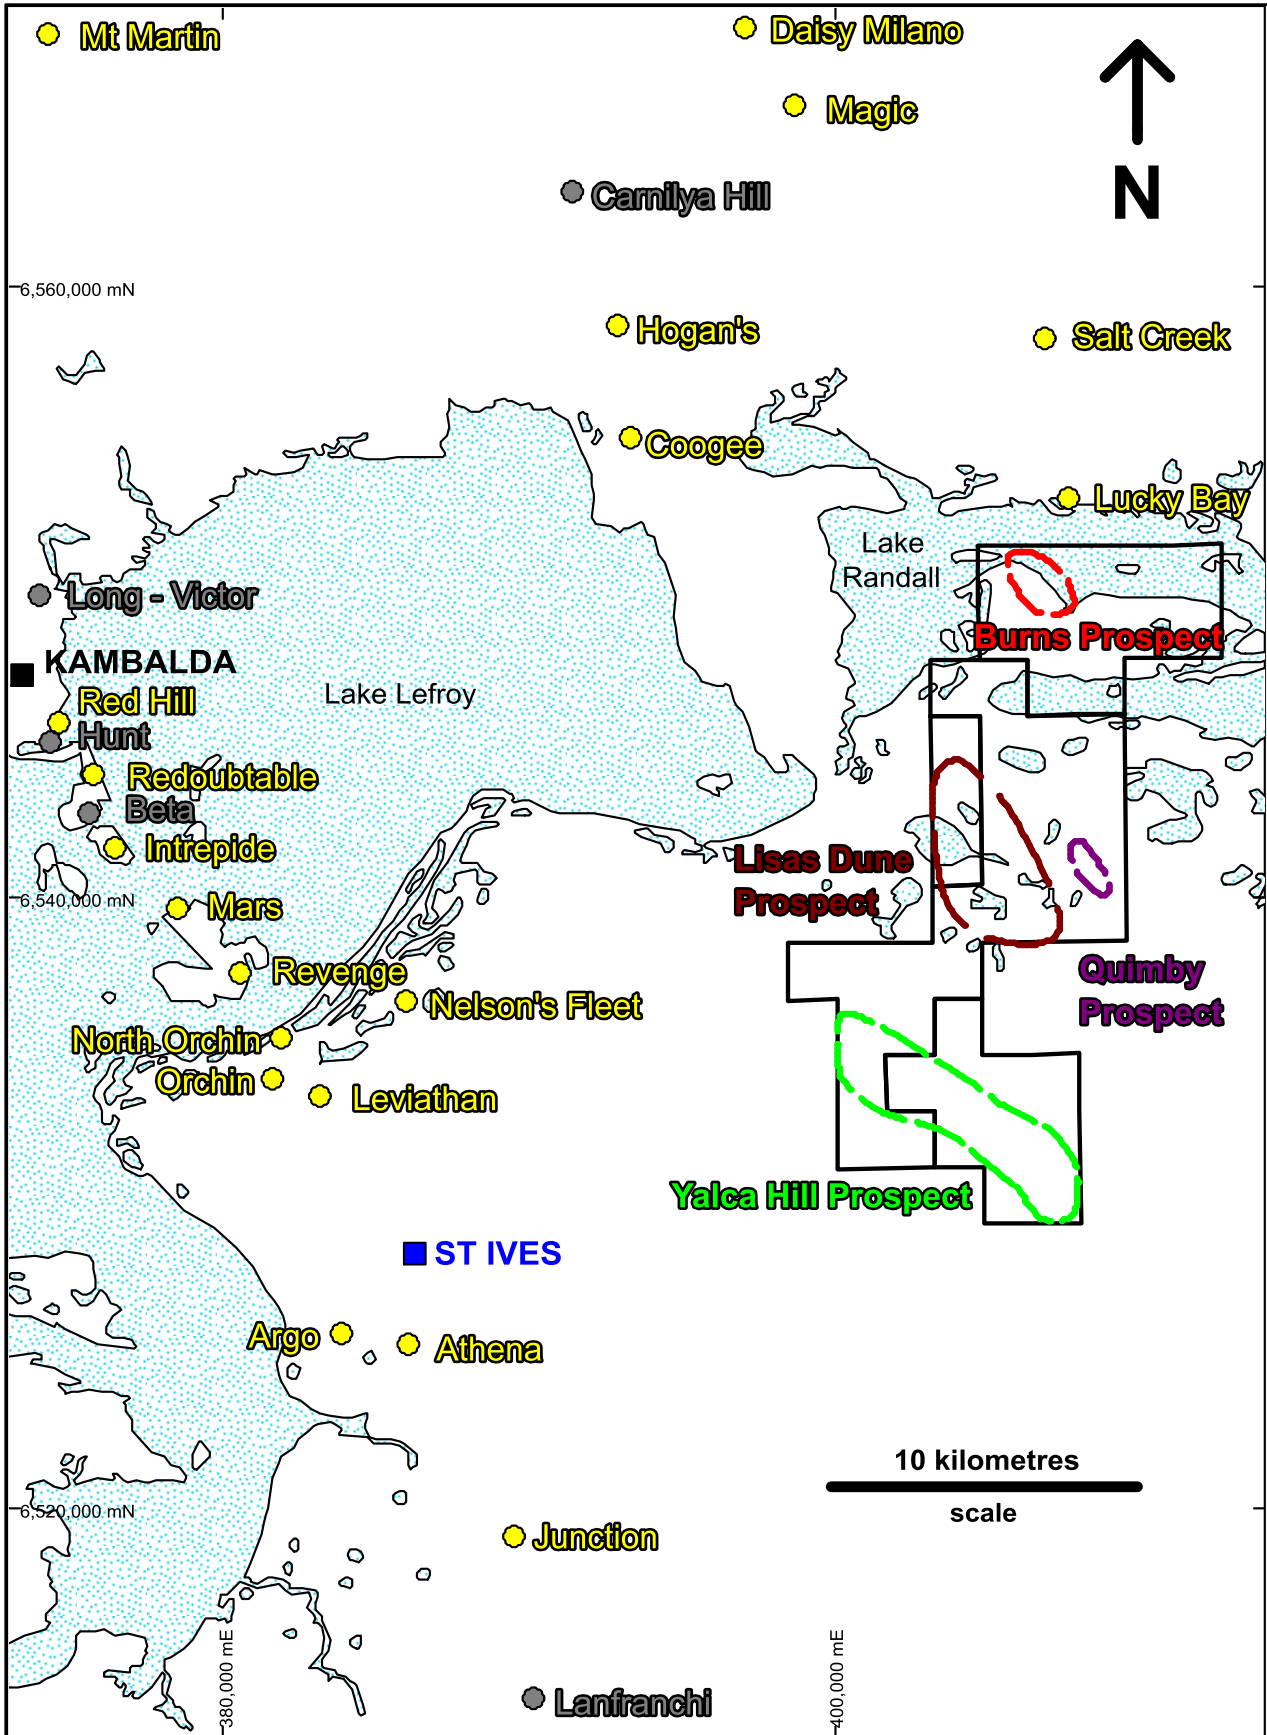 Mt Martin
Daisy Milano
Magic
Carnilya Hill
N
6,560,000 mN
Hogan's
Salt Creek
Coogee
Lucky Bay
Lake
Randall
Long - Victor
Burns Prospect
KAMBALDA
Lake Lefroy
Red Hill
Hunt
Redoubtable
Beta
Intrepide
Lisas Dune
Prospect
6,540,000 mN
Mars
Revenge
Quimby
Prospect
Nelson's Fleet
North Orchin
Orchin
Leviathan
Yalca Hill Prospect
ST IVES
Argo
Athena
10 kilometres
scale
6,520,000 mN
Junction
380,000 mE
400,000 mE
Lanfranchi